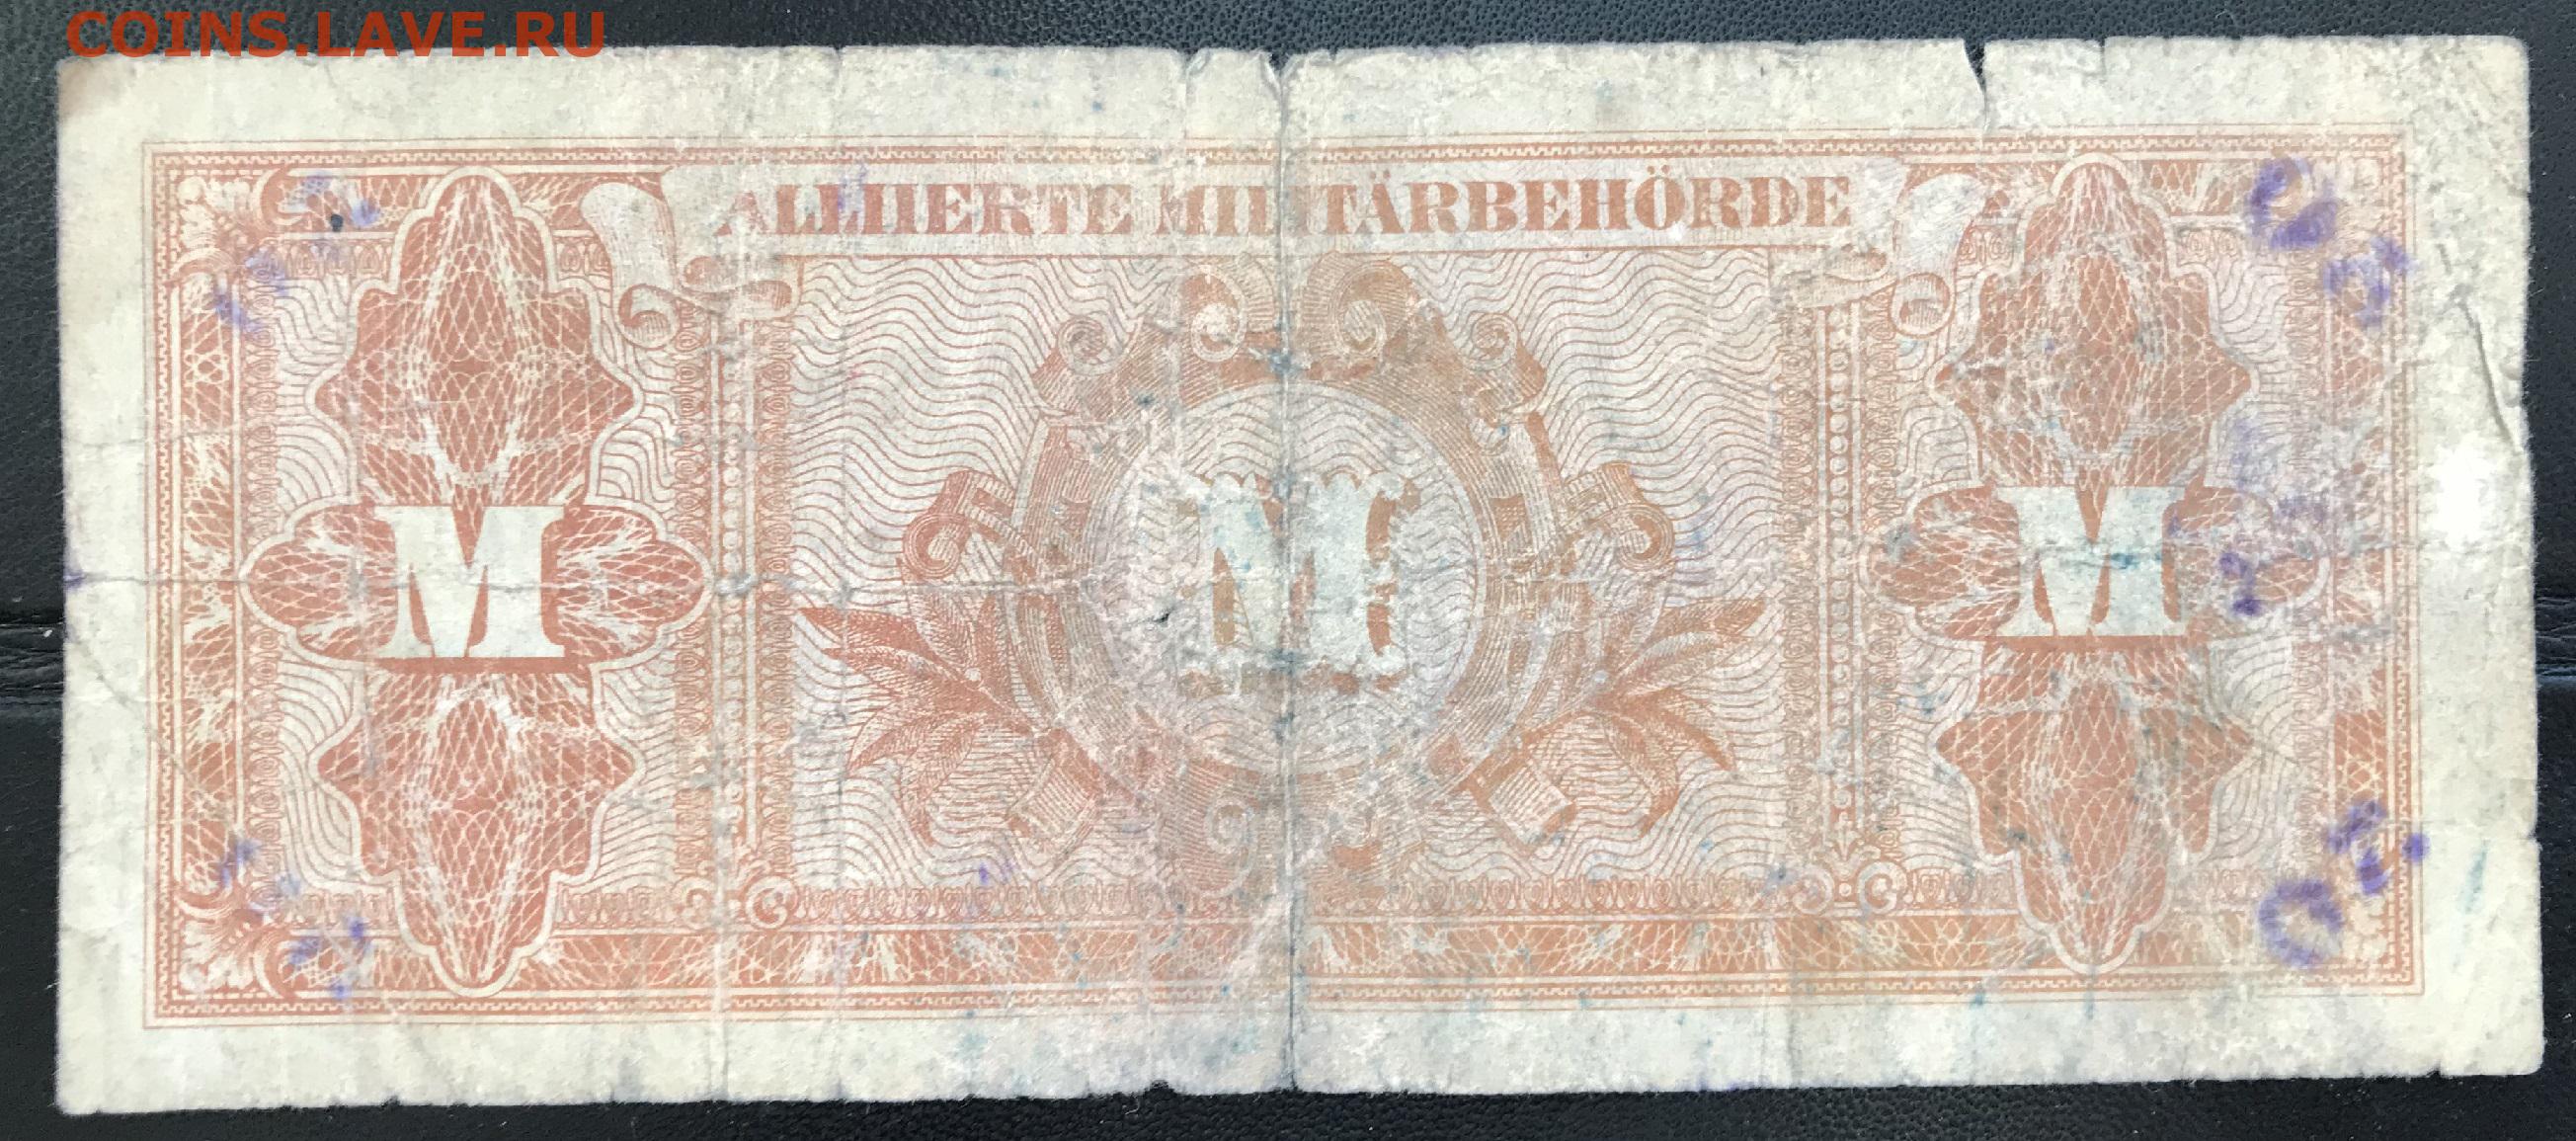 COINS.LAVE.RU
ALLIIERTE MILITÄRBEHÖRDE
M M M